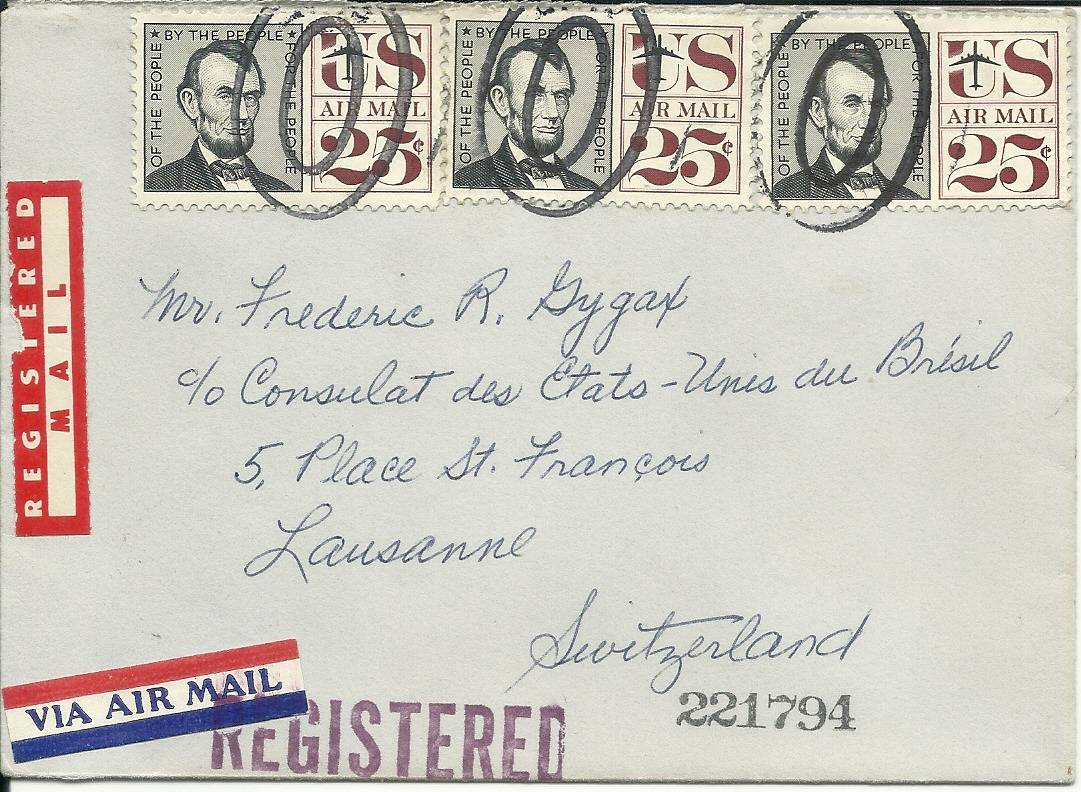 OF THE PEOPLE ★ BY THE PEOPLE ★ FOR THE PEOPLE
US
AIR MAIL
25¢
OF THE PEOPLE ★ BY THE PEOPLE ★ FOR THE PEOPLE
US
AIR MAIL
25¢
OF THE PEOPLE ★ BY THE PEOPLE FOR THE PEOPLE
US
AIR MAIL
25¢
REGISTERED
MAIL
Mr. Frederic R. Gygax
c/o Consulat des Etats-Unis du Brésil
5, Place St. François
Lausanne
Switzerland
221794
VIA AIR MAIL
REGISTERED